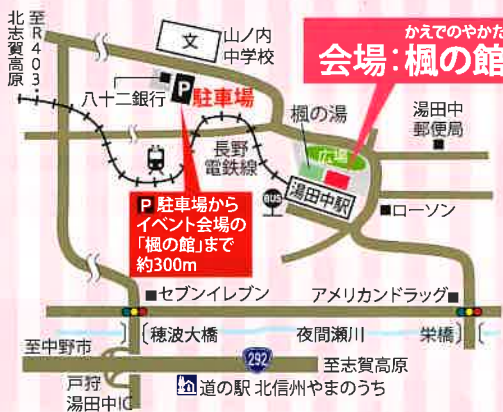 至R403・
北志賀高原
文
山ノ内
中学校
かえでのやかた
会場:楓の館
八十二銀行
P
駐車場
楓の湯
湯田中
郵便局
長野
電鉄線
広場
BUS
湯田中駅
ローソン
P 駐車場から
イベント会場の
「楓の館」まで
約300m
セブンイレブン
アメリカンドラッグ
穂波大橋
夜間瀬川
栄橋
至中野市
292
至志賀高原
戸狩
湯田中IC
道の駅 北信州やまのうち